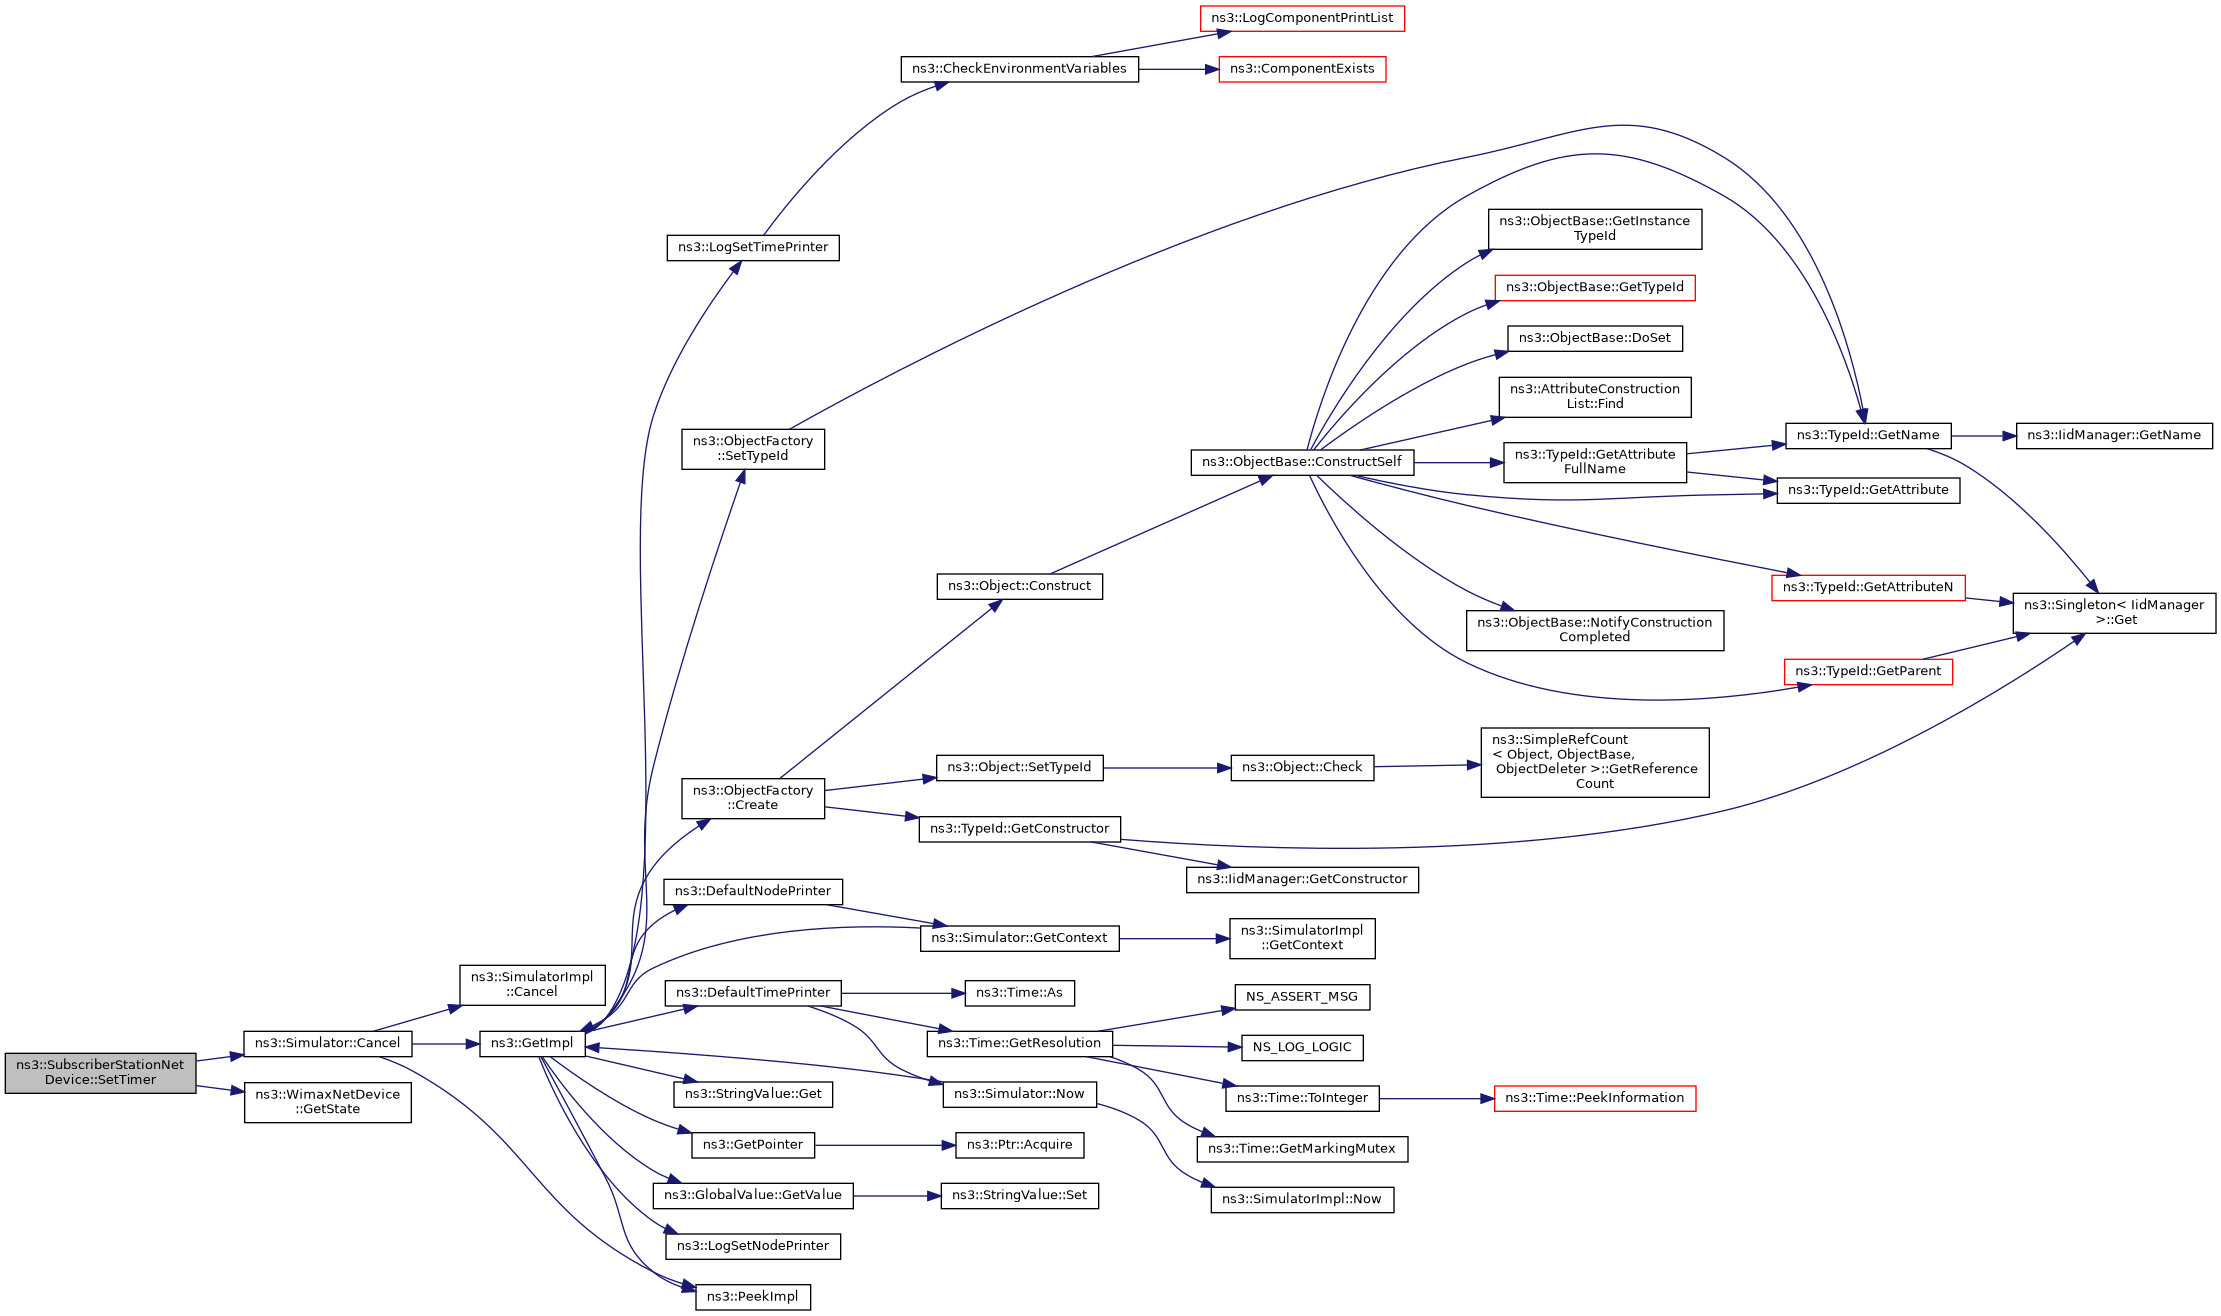 ns3::LogComponentPrintList
ns3::CheckEnvironmentVariables
ns3::ComponentExists
ns3::ObjectBase::GetInstance
TypeId
ns3::LogSetTimePrinter
ns3::ObjectBase::GetTypeId
ns3::ObjectBase::DoSet
ns3::AttributeConstruction
List::Find
ns3::ObjectFactory
::SetTypeId
ns3::TypeId::GetName
ns3::IidManager::GetName
ns3::ObjectBase::ConstructSelf
ns3::TypeId::GetAttribute
FullName
ns3::TypeId::GetAttribute
ns3::Object::Construct
ns3::TypeId::GetAttributeN
ns3::Singleton< IidManager
>::Get
ns3::ObjectBase::NotifyConstruction
Completed
ns3::TypeId::GetParent
ns3::SimpleRefCount
< Object, ObjectBase,
ObjectDeleter >::GetReference
Count
ns3::Object::SetTypeId
ns3::Object::Check
ns3::ObjectFactory
::Create
ns3::TypeId::GetConstructor
ns3::IidManager::GetConstructor
ns3::DefaultNodePrinter
ns3::Simulator::GetContext
ns3::SimulatorImpl
::GetContext
ns3::SimulatorImpl
::Cancel
ns3::DefaultTimePrinter
ns3::Time::As
NS_ASSERT_MSG
ns3::Simulator::Cancel
ns3::GetImpl
ns3::Time::GetResolution
NS_LOG_LOGIC
ns3::SubscriberStationNet
Device::SetTimer
ns3::WimaxNetDevice
::GetState
ns3::StringValue::Get
ns3::Simulator::Now
ns3::Time::ToInteger
ns3::Time::PeekInformation
ns3::GetPointer
ns3::Ptr::Acquire
ns3::Time::GetMarkingMutex
ns3::GlobalValue::GetValue
ns3::StringValue::Set
ns3::SimulatorImpl::Now
ns3::LogSetNodePrinter
ns3::PeekImpl